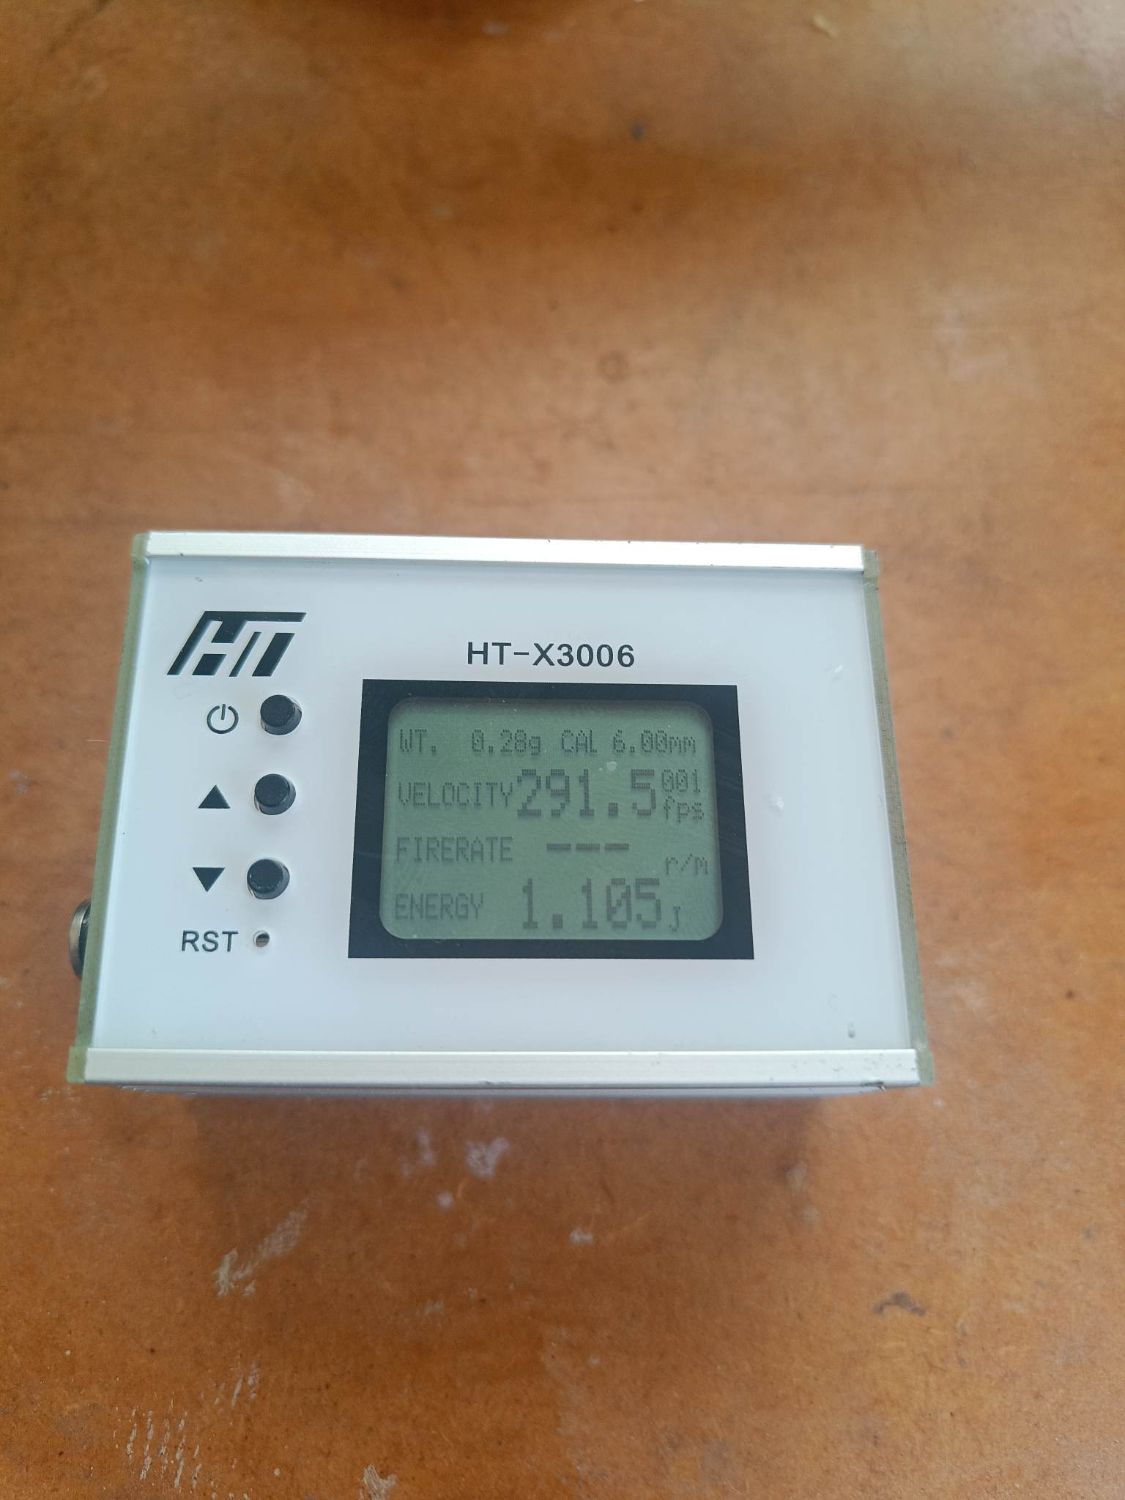 HT
HT-X3006
WT. 0.28g CAL 6.00mm
VELOCITY 291.5 001 fps
FIRERATE --- r/m
ENERGY 1.105 J
RST